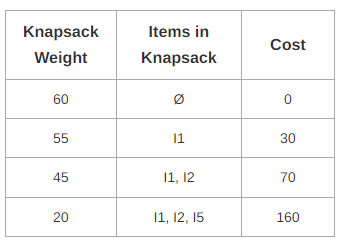 Knapsack Weight | Items in Knapsack | Cost
60 | Ø | 0
55 | I1 | 30
45 | I1, I2 | 70
20 | I1, I2, I5 | 160